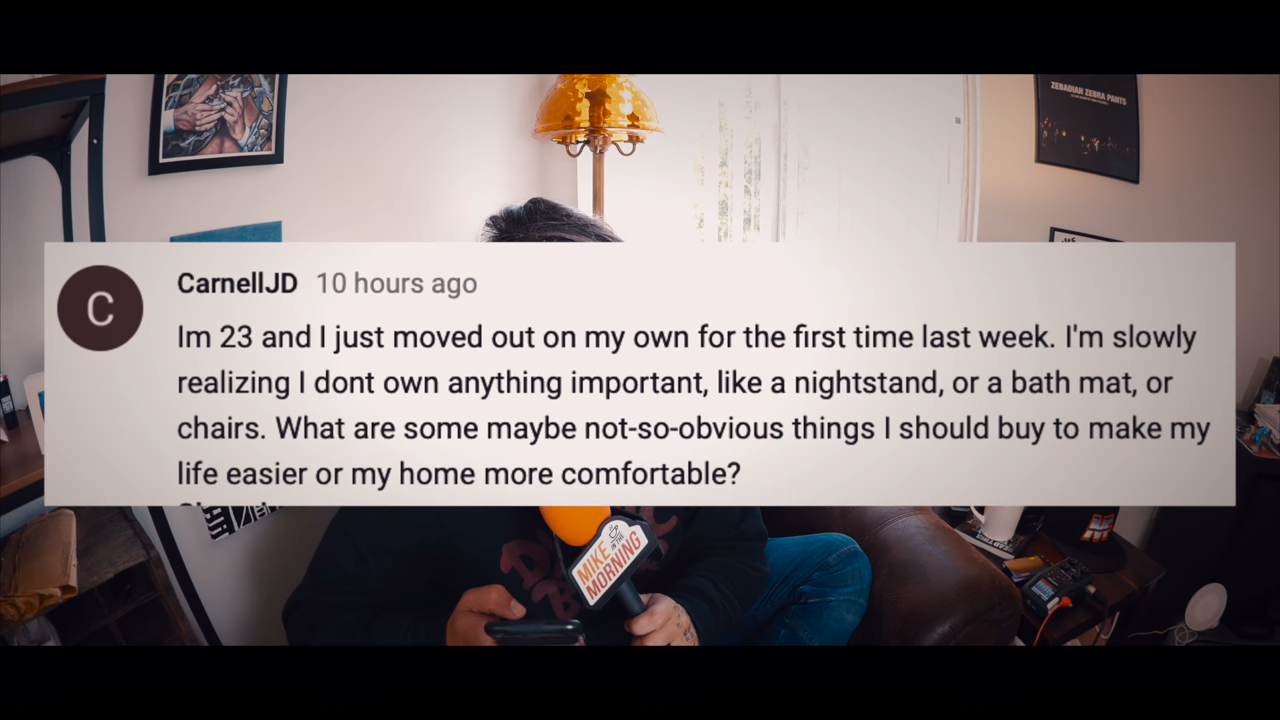 ZEBADIAH ZEBRA PANTS
CarnellJD 10 hours ago
C
Im 23 and I just moved out on my own for the first time last week. I'm slowly
realizing I dont own anything important, like a nightstand, or a bath mat, or
chairs. What are some maybe not-so-obvious things I should buy to make my
life easier or my home more comfortable?
MIKE
IN THE
MORNING